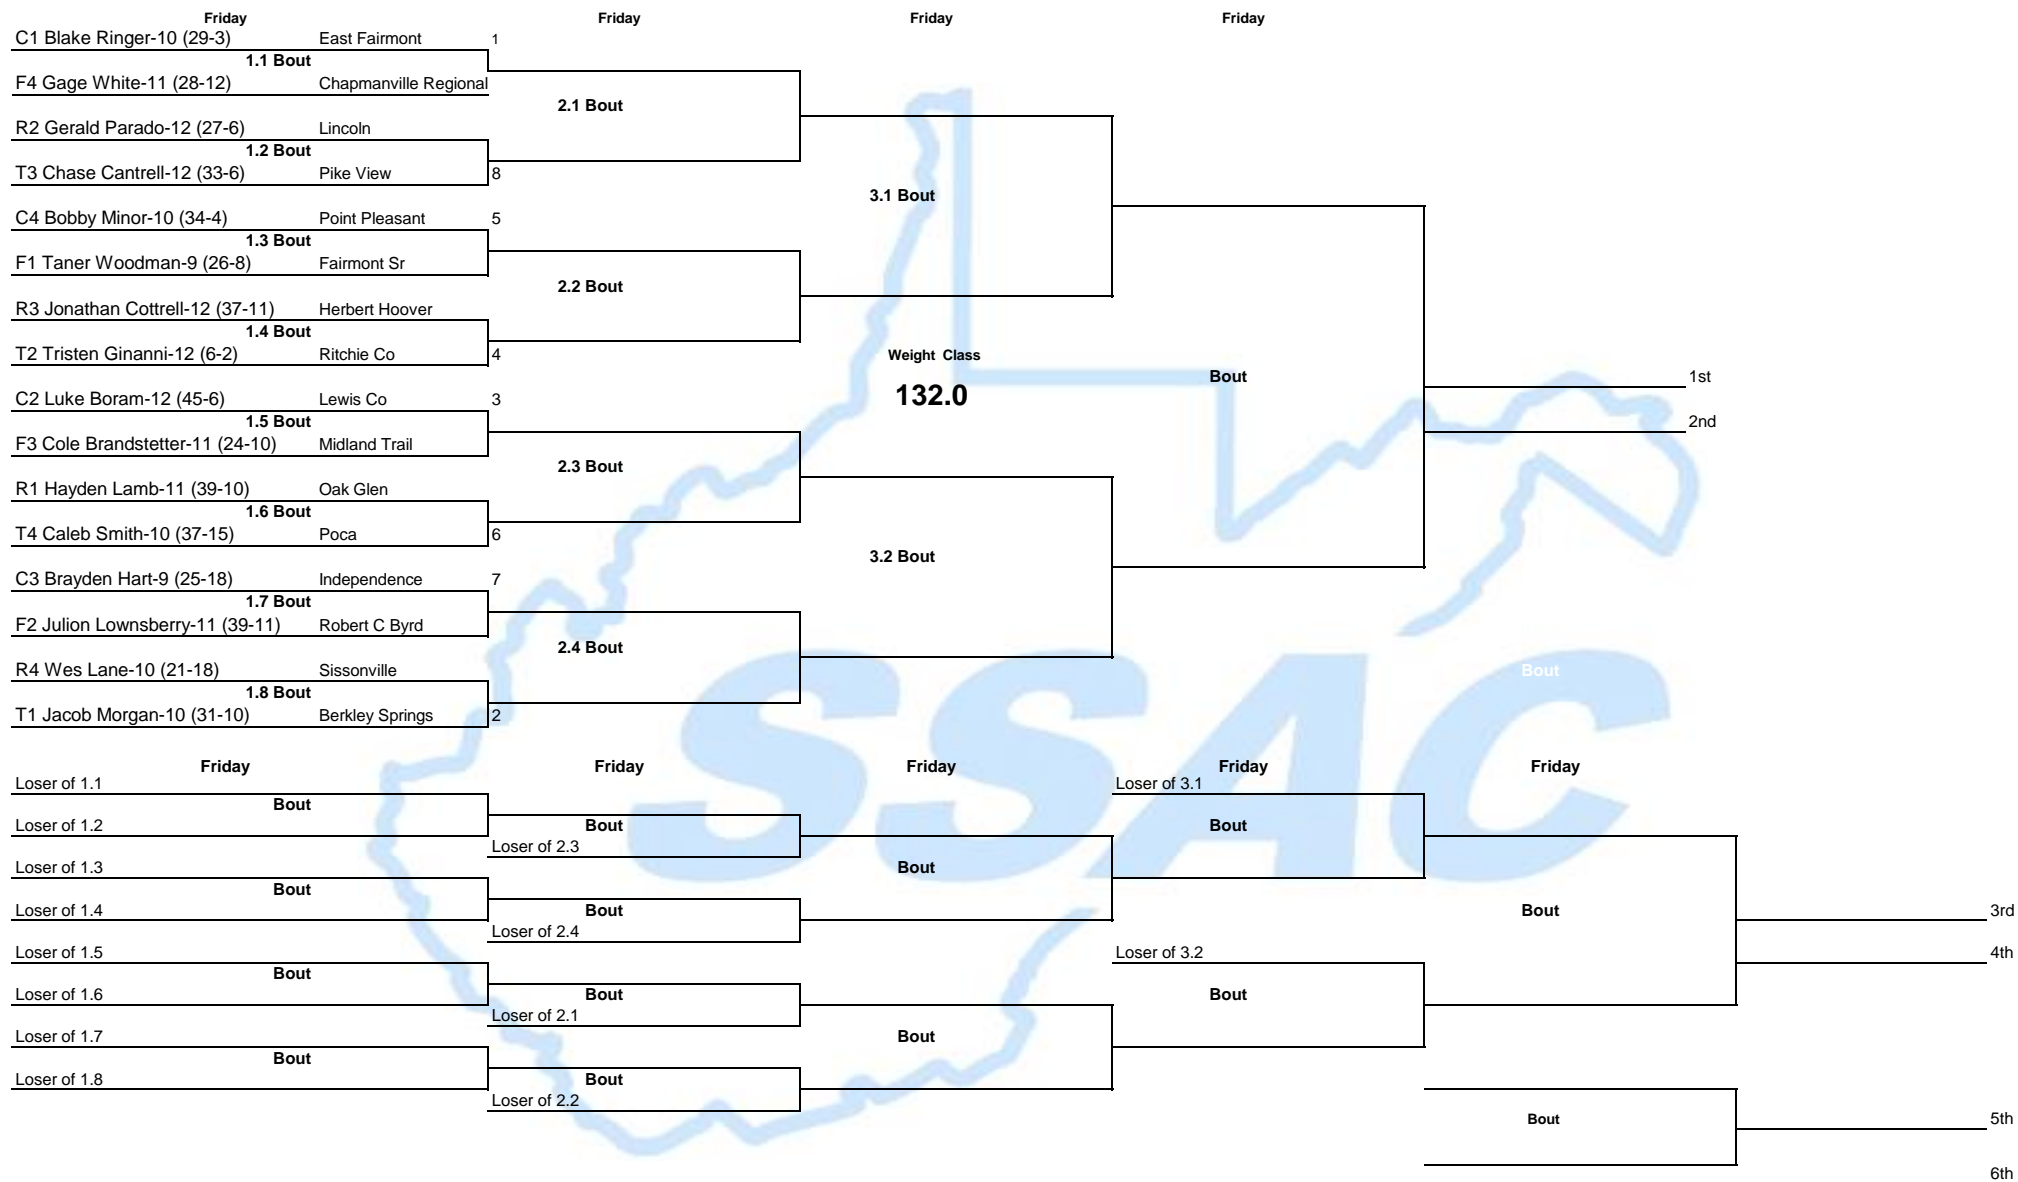 Friday Friday Friday Friday
C1 Blake Ringer-10 (29-3) East Fairmont 1
1.1 Bout
F4 Gage White-11 (28-12) Chapmanville Regional
2.1 Bout
R2 Gerald Parado-12 (27-6) Lincoln
1.2 Bout
T3 Chase Cantrell-12 (33-6) Pike View 8
3.1 Bout
C4 Bobby Minor-10 (34-4) Point Pleasant 5
1.3 Bout
F1 Taner Woodman-9 (26-8) Fairmont Sr
2.2 Bout
R3 Jonathan Cottrell-12 (37-11) Herbert Hoover
1.4 Bout
T2 Tristen Ginanni-12 (6-2) Ritchie Co 4
Weight Class
Bout 1st
132.0
C2 Luke Boram-12 (45-6) Lewis Co 3
1.5 Bout 2nd
F3 Cole Brandstetter-11 (24-10) Midland Trail
2.3 Bout
R1 Hayden Lamb-11 (39-10) Oak Glen
1.6 Bout
T4 Caleb Smith-10 (37-15) Poca 6
3.2 Bout
C3 Brayden Hart-9 (25-18) Independence 7
1.7 Bout
F2 Julion Lownsberry-11 (39-11) Robert C Byrd
2.4 Bout
R4 Wes Lane-10 (21-18) Sissonville Bout
1.8 Bout
T1 Jacob Morgan-10 (31-10) Berkley Springs 2
SSAC
Friday Friday Friday Friday Friday
Loser of 1.1 Loser of 3.1
Bout
Loser of 1.2 Bout Bout
Loser of 2.3
Loser of 1.3 Bout
Bout
Loser of 1.4 Bout Bout 3rd
Loser of 2.4
Loser of 1.5 Loser of 3.2 4th
Bout
Loser of 1.6 Bout Bout
Loser of 2.1
Loser of 1.7 Bout
Bout
Loser of 1.8 Bout
Loser of 2.2
Bout 5th
6th